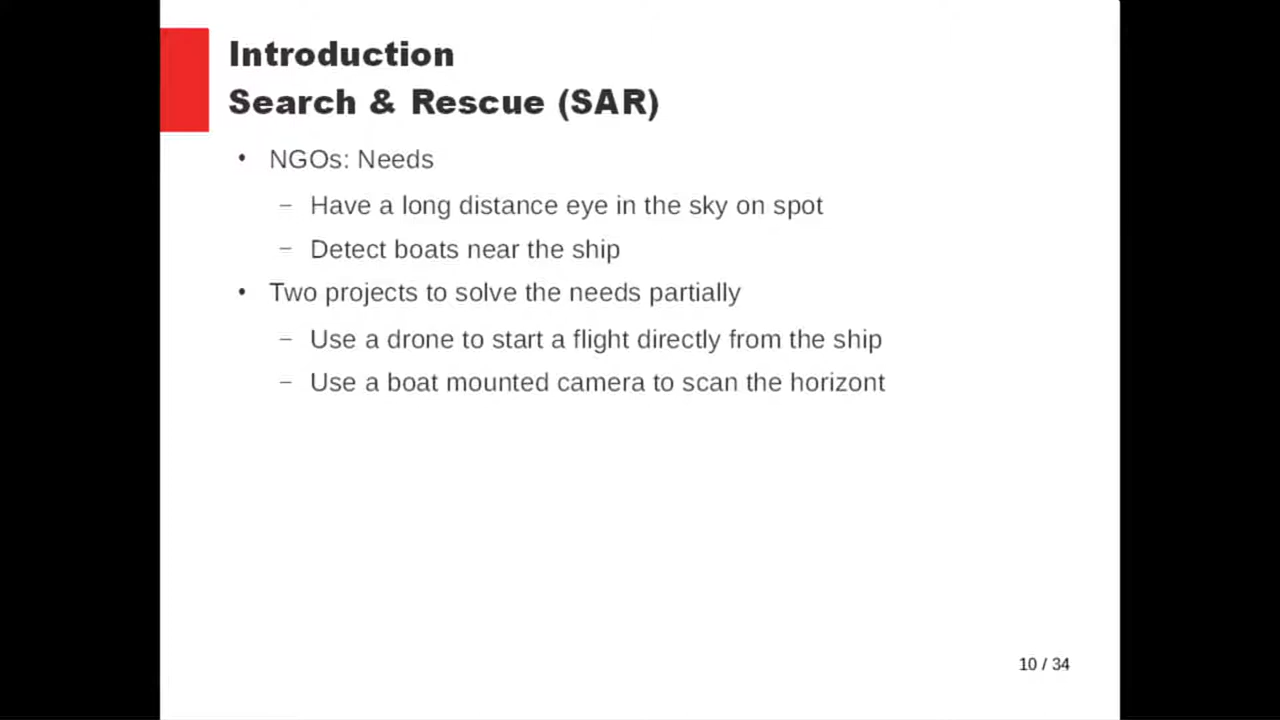 Introduction
Search & Rescue (SAR)
• NGOs: Needs
– Have a long distance eye in the sky on spot
– Detect boats near the ship
• Two projects to solve the needs partially
– Use a drone to start a flight directly from the ship
– Use a boat mounted camera to scan the horizont
10 / 34